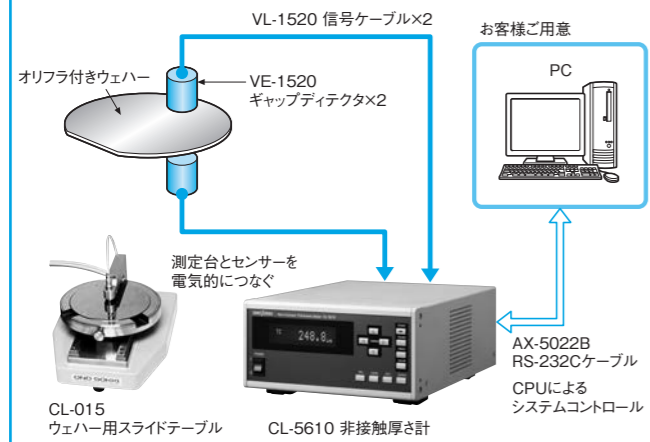 VL-1520 信号ケーブル×2
お客様ご用意
PC
オリフラ付きウェハー
VE-1520
ギャップディテクタ×2
測定台とセンサーを
電気的につなぐ
248.8
ONO SOKKI
AX-5022B
RS-232Cケーブル
CPUによる
システムコントロール
CL-015
ウェハー用スライドテーブル
CL-5610 非接触厚さ計